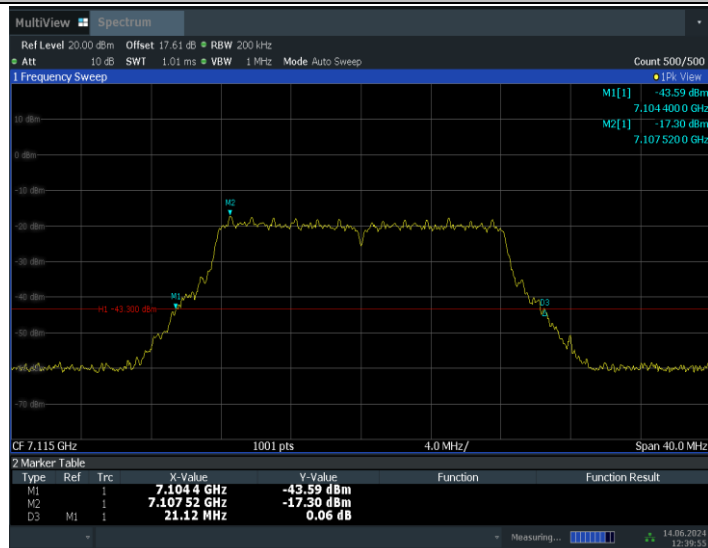 MultiView Spectrum
Ref Level 20.00 dBm Offset 17.61 dB RBW 200 kHz
Att 10 dB SWT 1.01 ms VBW 1 MHz Mode Auto Sweep Count 500/500
1 Frequency Sweep 1Pk View
M1[1] -43.59 dBm
7.104 400 0 GHz
M2[1] -17.30 dBm
7.107 520 0 GHz
10 dBm
0 dBm
-10 dBm
M2
-20 dBm
-30 dBm
-40 dBm
M1
D3
H1 -43.300 dBm
-50 dBm
-70 dBm
CF 7.115 GHz 1001 pts 4.0 MHz/ Span 40.0 MHz
2 Marker Table
Type Ref Trc X-Value Y-Value Function Function Result
M1 1 7.104 4 GHz -43.59 dBm
M2 1 7.107 52 GHz -17.30 dBm
D3 M1 1 21.12 MHz 0.06 dB
Measuring... 14.06.2024
12:39:55